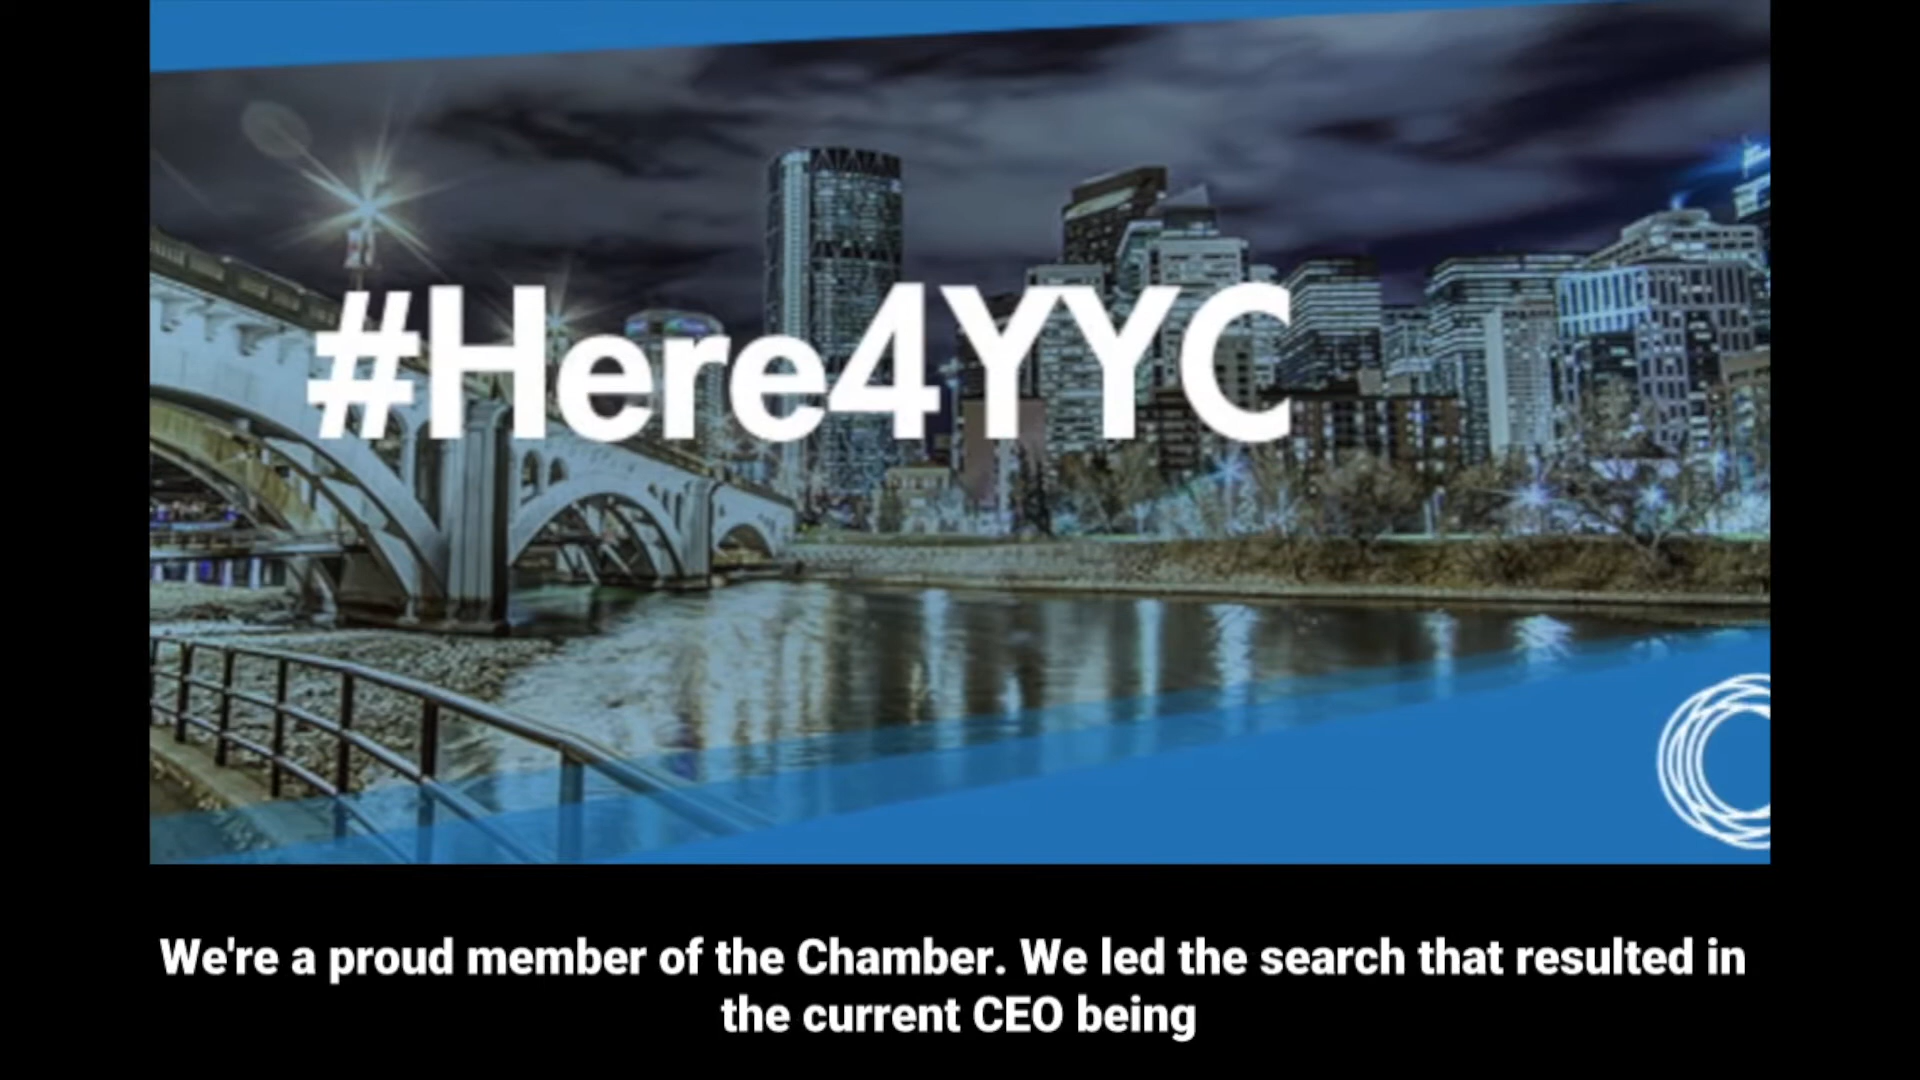 #Here4YYC
We're a proud member of the Chamber. We led the search that resulted in
the current CEO being